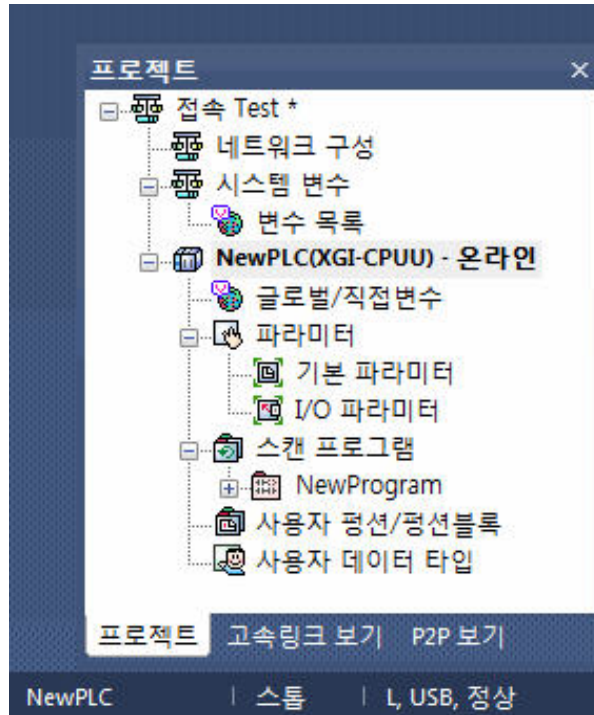 프로젝트
접속 Test *
네트워크 구성
시스템 변수
변수 목록
NewPLC(XGI-CPUU) - 온라인
글로벌/직접변수
파라미터
기본 파라미터
I/O 파라미터
스캔 프로그램
NewProgram
사용자 펑션/펑션블록
사용자 데이터 타입
프로젝트 고속링크 보기 P2P 보기
NewPLC 스톱 L, USB, 정상